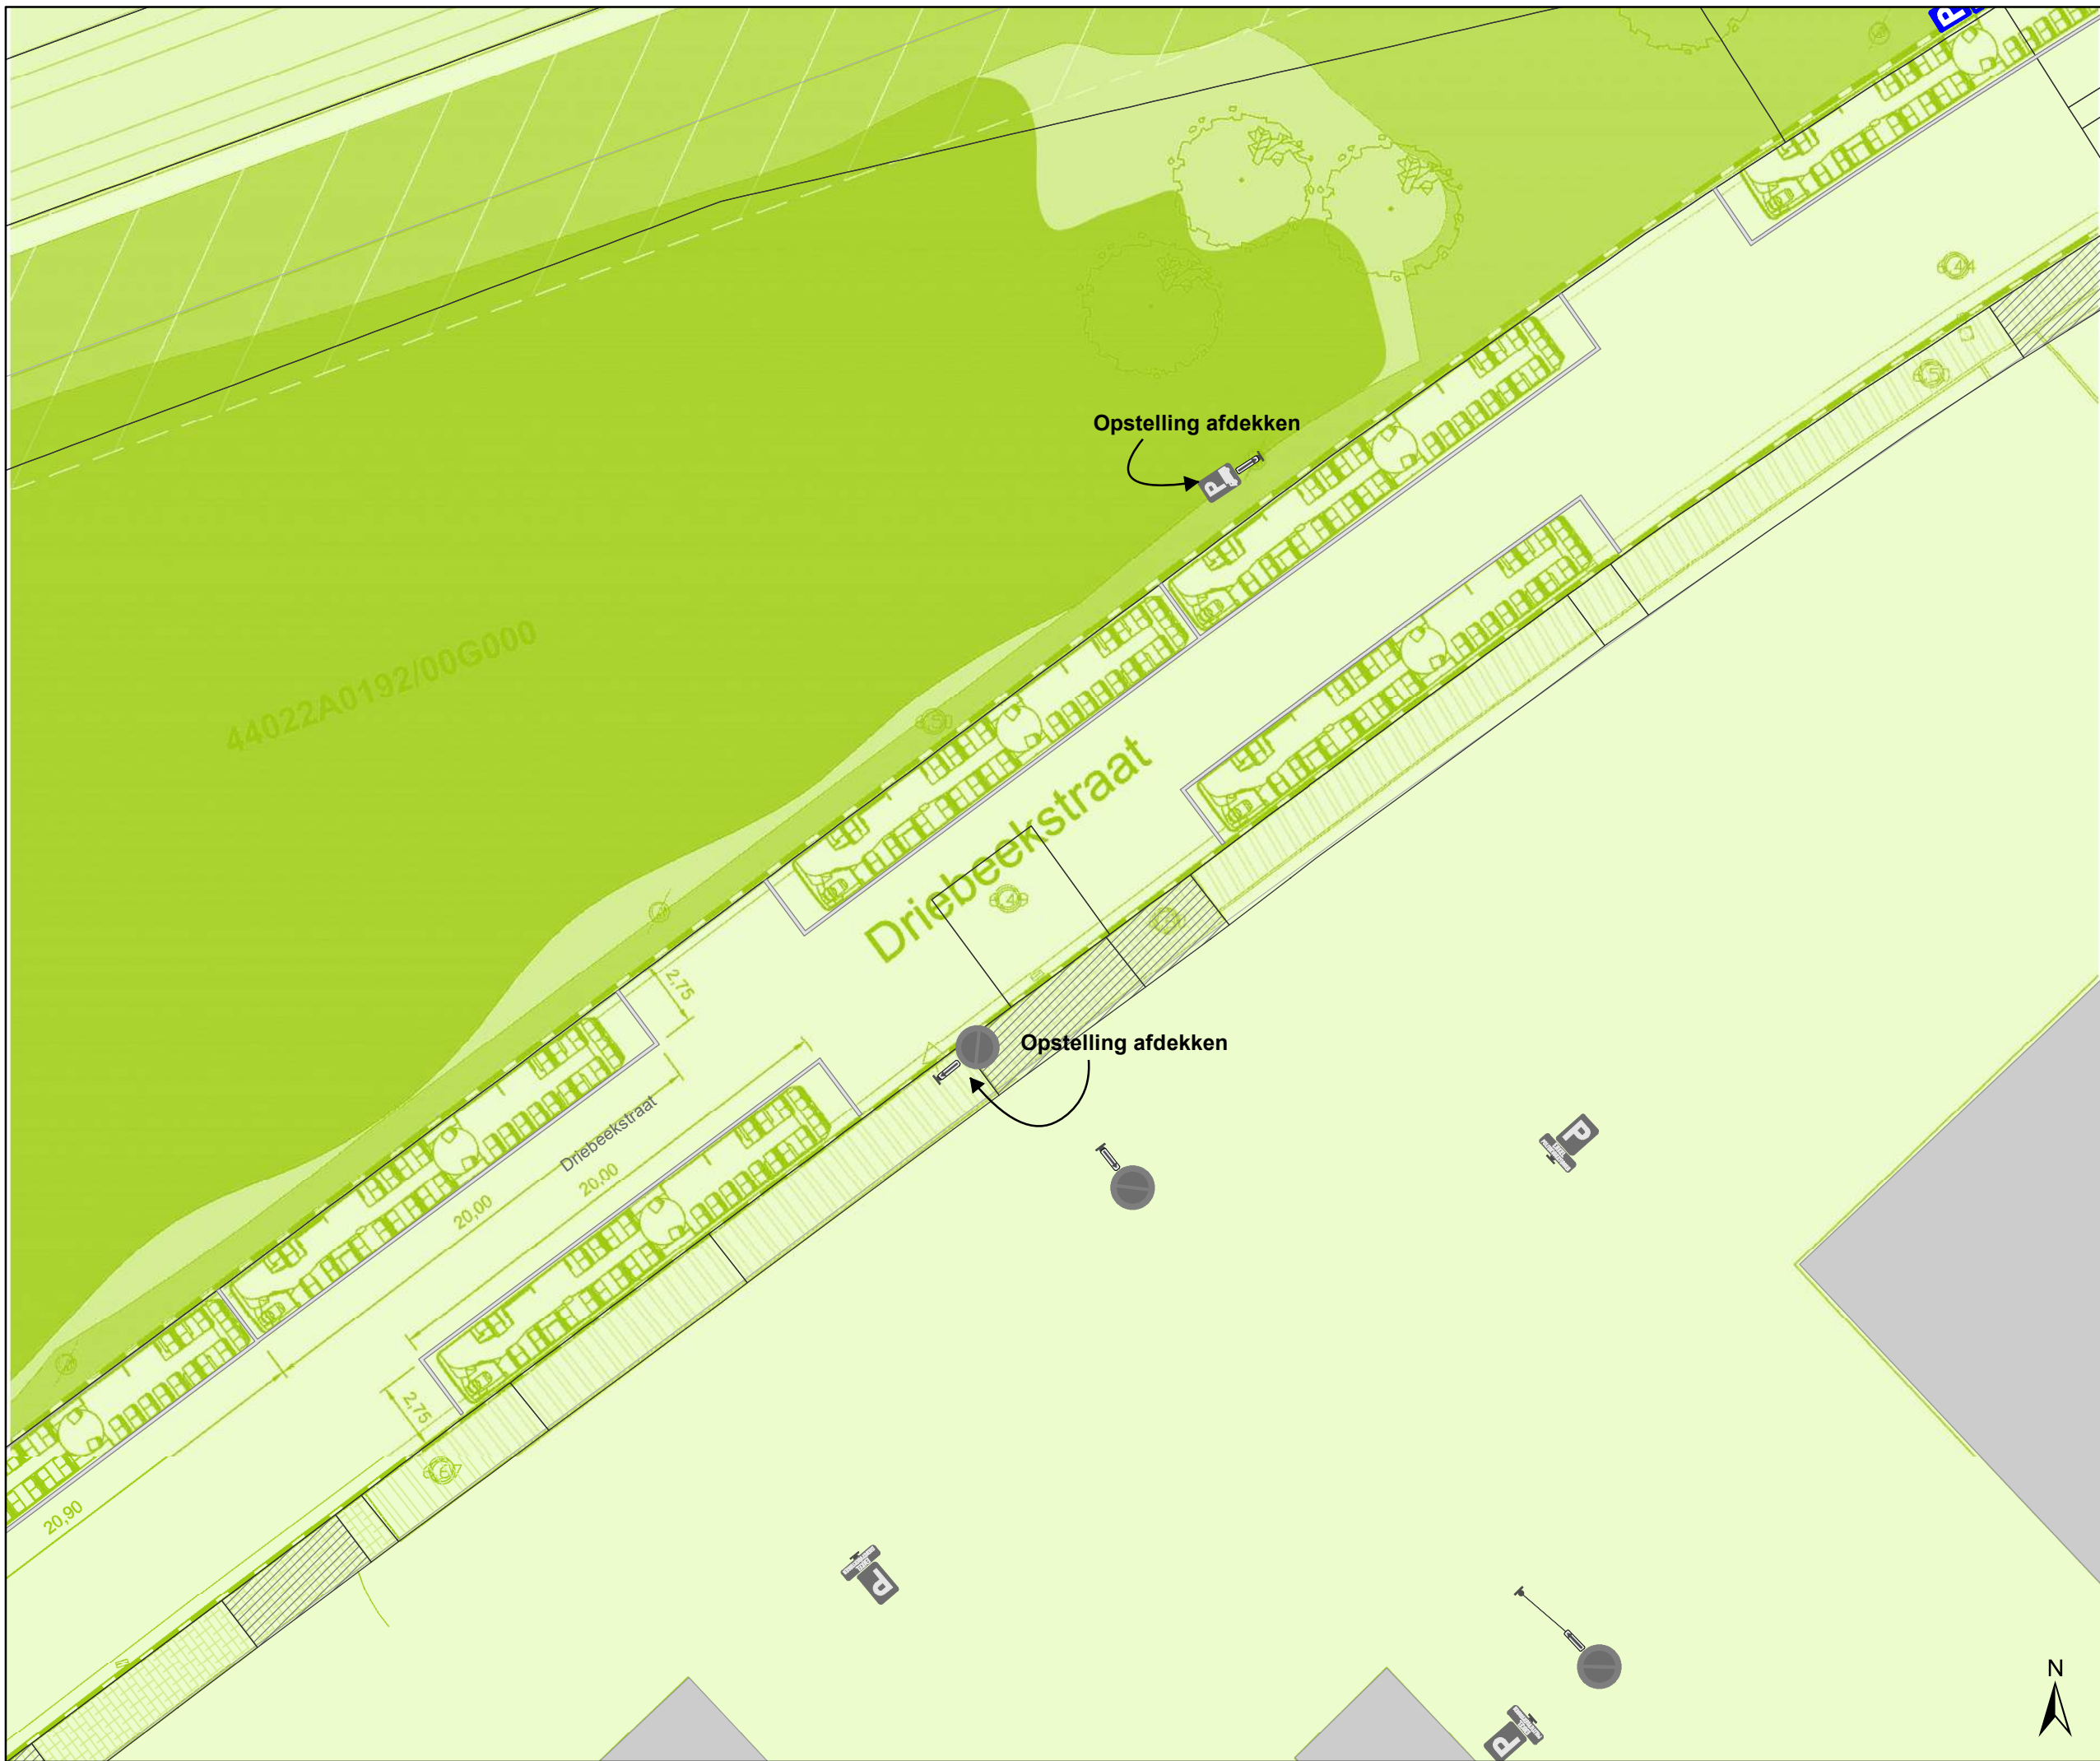 P
Opstelling afdekken
P
44022A0192/00G000
Driebeekstraat
2,75
Opstelling afdekken
Driebeekstraat
20,00
20,00
P
2,75
20,90
P
P
N